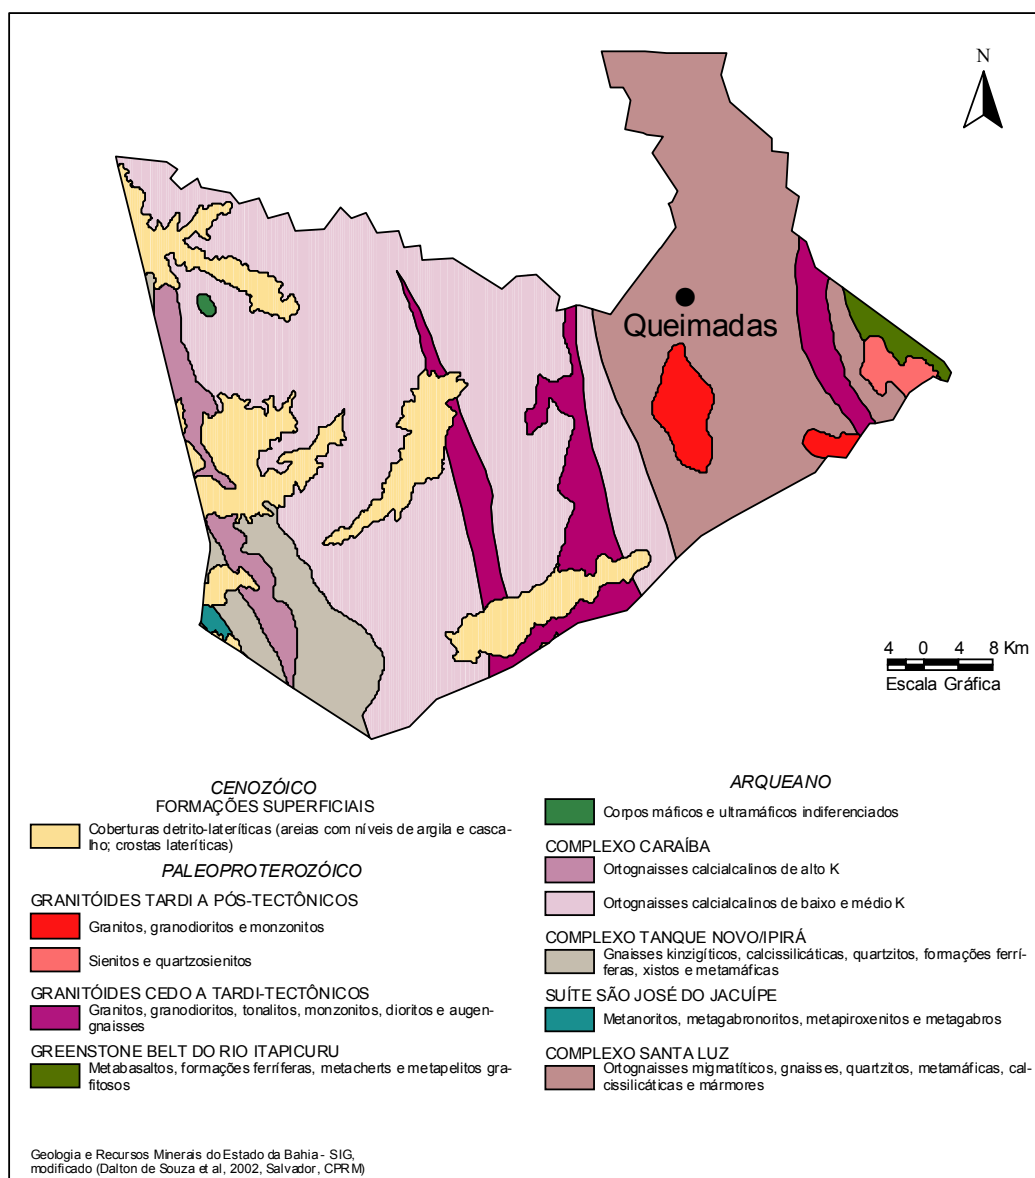 N
Queimadas
4 0 4 8 Km
Escala Gráfica
CENOZÓICO
FORMAÇÕES SUPERFICIAIS
Coberturas detrito-lateríticas (areias com níveis de argila e casca-
lho; crostas lateríticas)
PALEOPROTEROZÓICO
GRANITÓIDES TARDI A PÓS-TECTÔNICOS
Granitos, granodioritos e monzonitos
Sienitos e quartzosienitos
GRANITÓIDES CEDO A TARDI-TECTÔNICOS
Granitos, granodioritos, tonalitos, monzonitos, dioritos e augen-
gnaisses
GREENSTONE BELT DO RIO ITAPICURU
Metabasaltos, formações ferríferas, metacherts e metapelitos gra-
fitosos
ARQUEANO
Corpos máficos e ultramáficos indiferenciados
COMPLEXO CARAÍBA
Ortognaisses calcialcalinos de alto K
Ortognaisses calcialcalinos de baixo e médio K
COMPLEXO TANQUE NOVO/IPIRÁ
Gnaisses kinzigíticos, calcissilicáticas, quartzitos, formações ferrí-
feras, xistos e metamáficas
SUÍTE SÃO JOSÉ DO JACUÍPE
Metanoritos, metagabronoritos, metapiroxenitos e metagabros
COMPLEXO SANTA LUZ
Ortognaisses migmatíticos, gnaisses, quartzitos, metamáficas, cal-
cissilicáticas e mármores
Geologia e Recursos Minerais do Estado da Bahia - SIG,
modificado (Dalton de Souza et al, 2002, Salvador, CPRM)